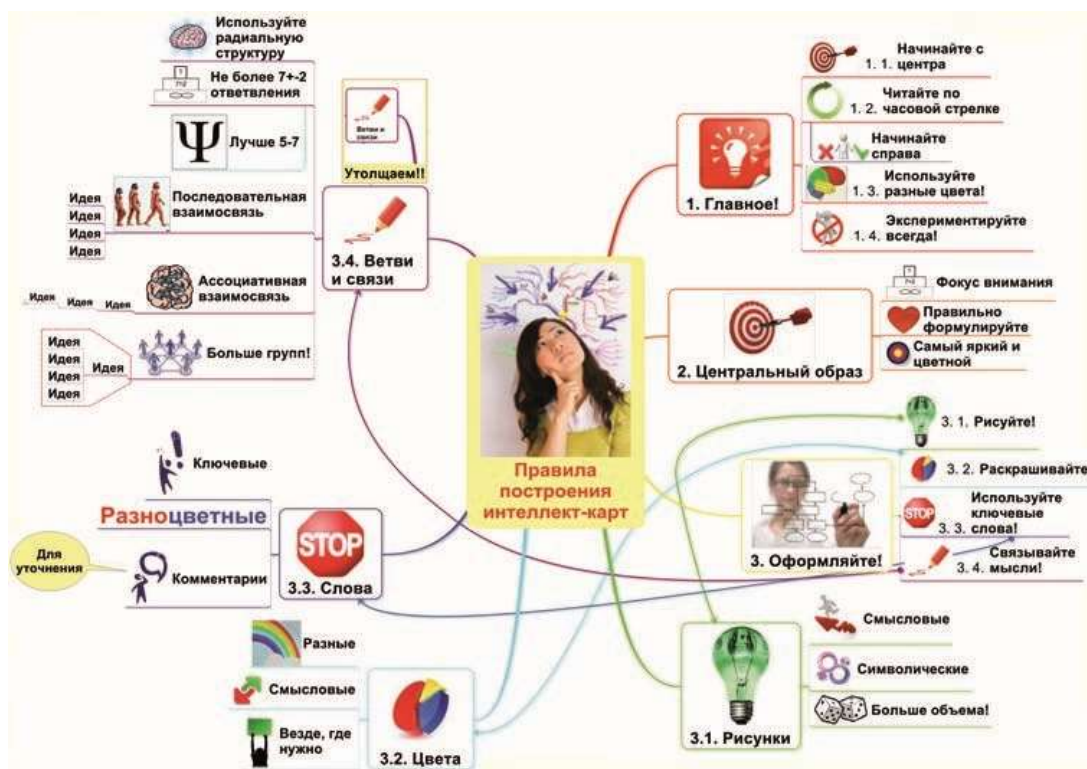 Правила
построения
интеллект-карт
1. Главное!
Начинайте с
1. 1. центра
Читайте по
1. 2. часовой стрелке
Начинайте
справа
Используйте
1. 3. разные цвета!
Экспериментируйте
1. 4. всегда!
2. Центральный образ
Фокус внимания
Правильно
формулируйте
Самый яркий и
цветной
3. Оформляйте!
3. 1. Рисуйте!
3. 2. Раскрашивайте
Используйте
ключевые
3. 3. слова!
STOP
Связывайте
3. 4. мысли!
3.1. Рисунки
Смысловые
Символические
Больше объема!
3.2. Цвета
Разные
Смысловые
Везде, где
нужно
STOP
3.3. Слова
Ключевые
Разноцветные
Комментарии
Для
уточнения
3.4. Ветви
и связи
Ветви и
связи
Утолщаем!!
Используйте
радиальную
структуру
Не более 7+-2
ответвления
Ψ
Лучше 5-7
Последовательная
взаимосвязь
Идея
Идея
Идея
Идея
Ассоциативная
взаимосвязь
Идея
Идея
Идея
Больше групп!
Идея
Идея
Идея
Идея
Идея